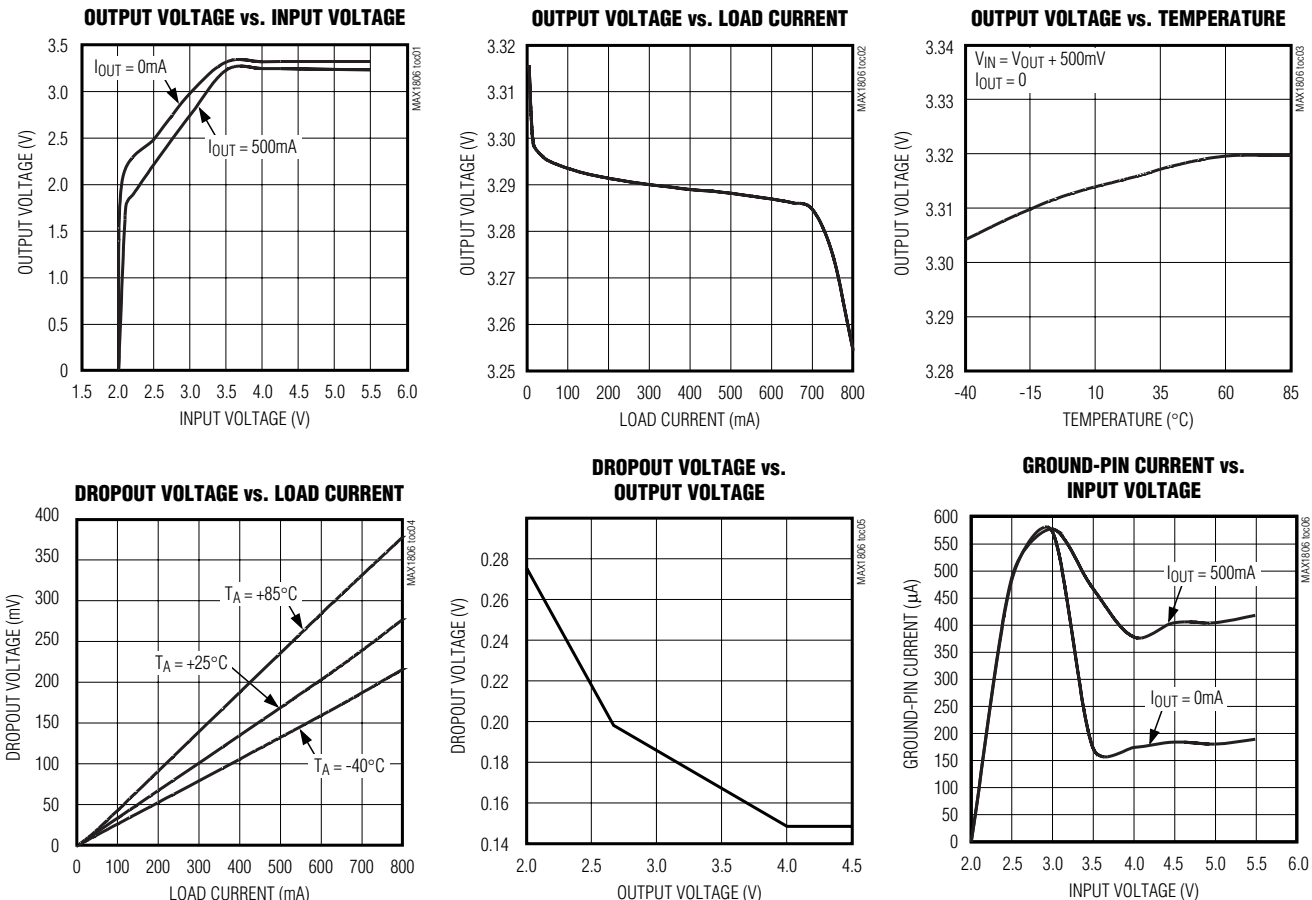 OUTPUT VOLTAGE vs. INPUT VOLTAGE
OUTPUT VOLTAGE (V)
3.5
3.0
2.5
2.0
1.5
1.0
0.5
0
IOUT = 0mA
IOUT = 500mA
MAX1806 toc01
1.5 2.0 2.5 3.0 3.5 4.0 4.5 5.0 5.5 6.0
INPUT VOLTAGE (V)
OUTPUT VOLTAGE vs. LOAD CURRENT
OUTPUT VOLTAGE (V)
3.32
3.31
3.30
3.29
3.28
3.27
3.26
3.25
MAX1806 toc02
0 100 200 300 400 500 600 700 800
LOAD CURRENT (mA)
OUTPUT VOLTAGE vs. TEMPERATURE
OUTPUT VOLTAGE (V)
3.34
3.33
3.32
3.31
3.30
3.29
3.28
VIN = VOUT + 500mV
IOUT = 0
MAX1806 toc03
-40 -15 10 35 60 85
TEMPERATURE (°C)
DROPOUT VOLTAGE vs. LOAD CURRENT
DROPOUT VOLTAGE (mV)
400
350
300
250
200
150
100
50
0
TA = +85°C
TA = +25°C
TA = -40°C
MAX1806 toc04
0 100 200 300 400 500 600 700 800
LOAD CURRENT (mA)
DROPOUT VOLTAGE vs.
OUTPUT VOLTAGE
DROPOUT VOLTAGE (V)
0.28
0.26
0.24
0.22
0.20
0.18
0.16
0.14
MAX1806 toc05
2.0 2.5 3.0 3.5 4.0 4.5
OUTPUT VOLTAGE (V)
GROUND-PIN CURRENT vs.
INPUT VOLTAGE
GROUND-PIN CURRENT (µA)
600
550
500
450
400
350
300
250
200
150
100
50
0
IOUT = 500mA
IOUT = 0mA
MAX1806 toc06
2.0 2.5 3.0 3.5 4.0 4.5 5.0 5.5 6.0
INPUT VOLTAGE (V)